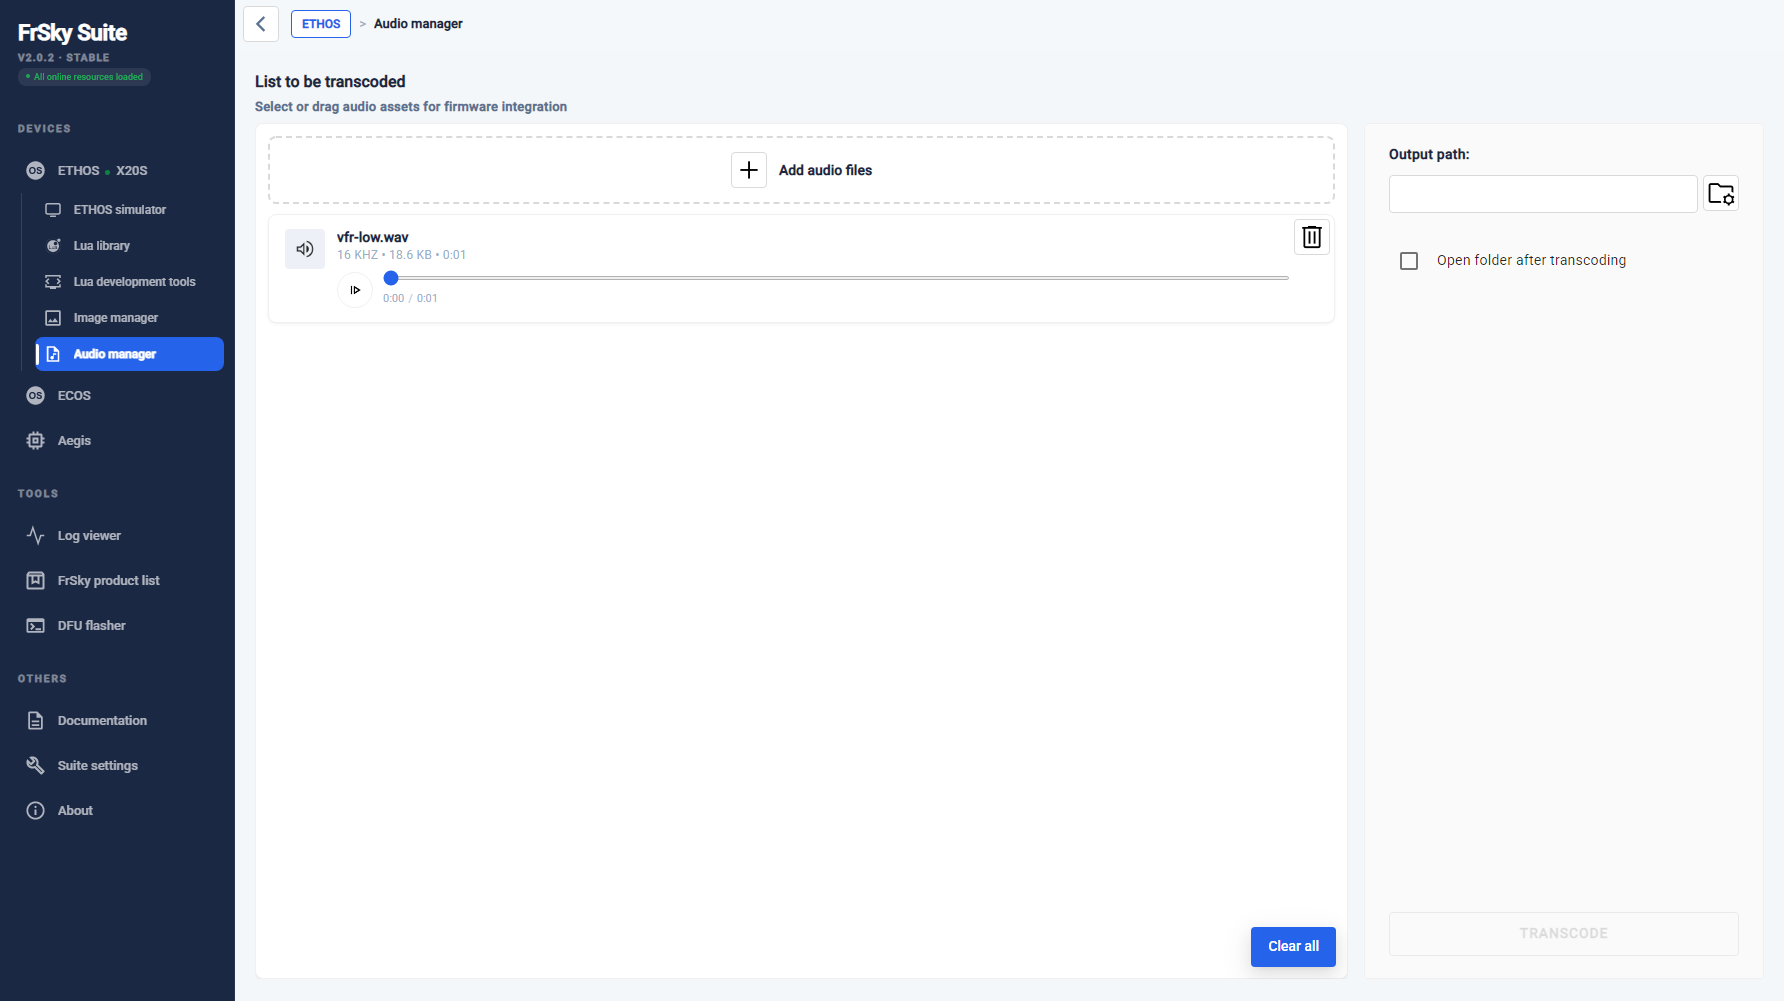 FrSky Suite
V2.0.2 · STABLE
All online resources loaded
DEVICES
OS ETHOS X20S
ETHOS simulator
Lua library
Lua development tools
Image manager
Audio manager
OS ECOS
Aegis
TOOLS
Log viewer
FrSky product list
DFU flasher
OTHERS
Documentation
Suite settings
About
ETHOS > Audio manager
List to be transcoded
Select or drag audio assets for firmware integration
Add audio files
vfr-low.wav
16 KHZ • 18.6 KB • 0:01
0:00 / 0:01
Clear all
Output path:
Open folder after transcoding
TRANSCODE